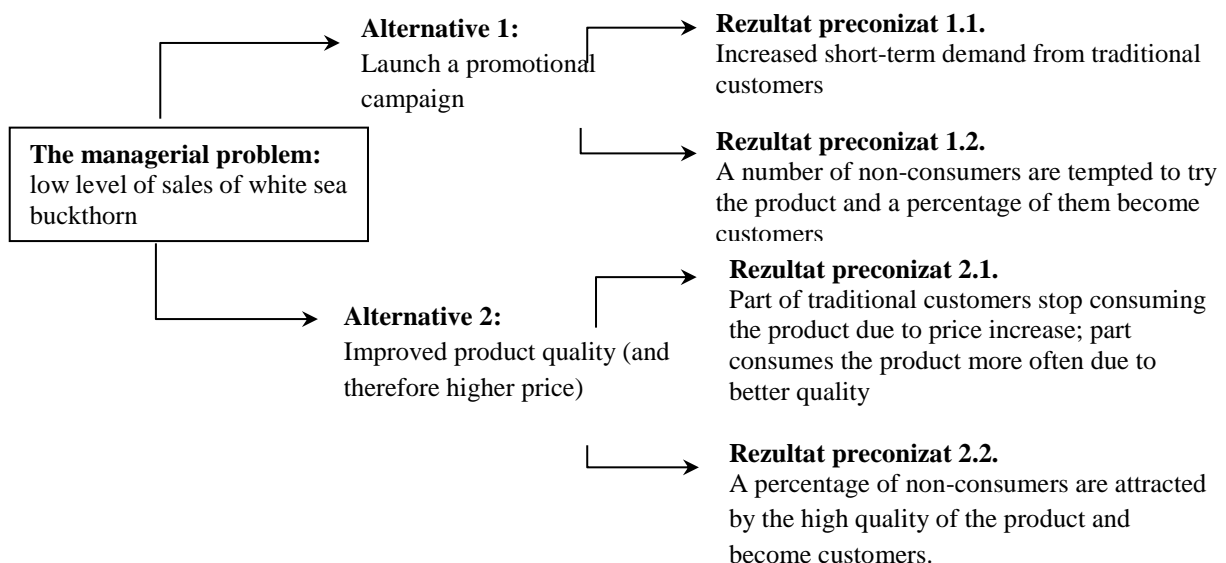 The managerial problem:
low level of sales of white sea
buckthorn
Alternative 1:
Launch a promotional
campaign
Rezultat preconizat 1.1.
Increased short-term demand from traditional
customers
Rezultat preconizat 1.2.
A number of non-consumers are tempted to try
the product and a percentage of them become
customers
Alternative 2:
Improved product quality (and
therefore higher price)
Rezultat preconizat 2.1.
Part of traditional customers stop consuming
the product due to price increase; part
consumes the product more often due to
better quality
Rezultat preconizat 2.2.
A percentage of non-consumers are attracted
by the high quality of the product and
become customers.